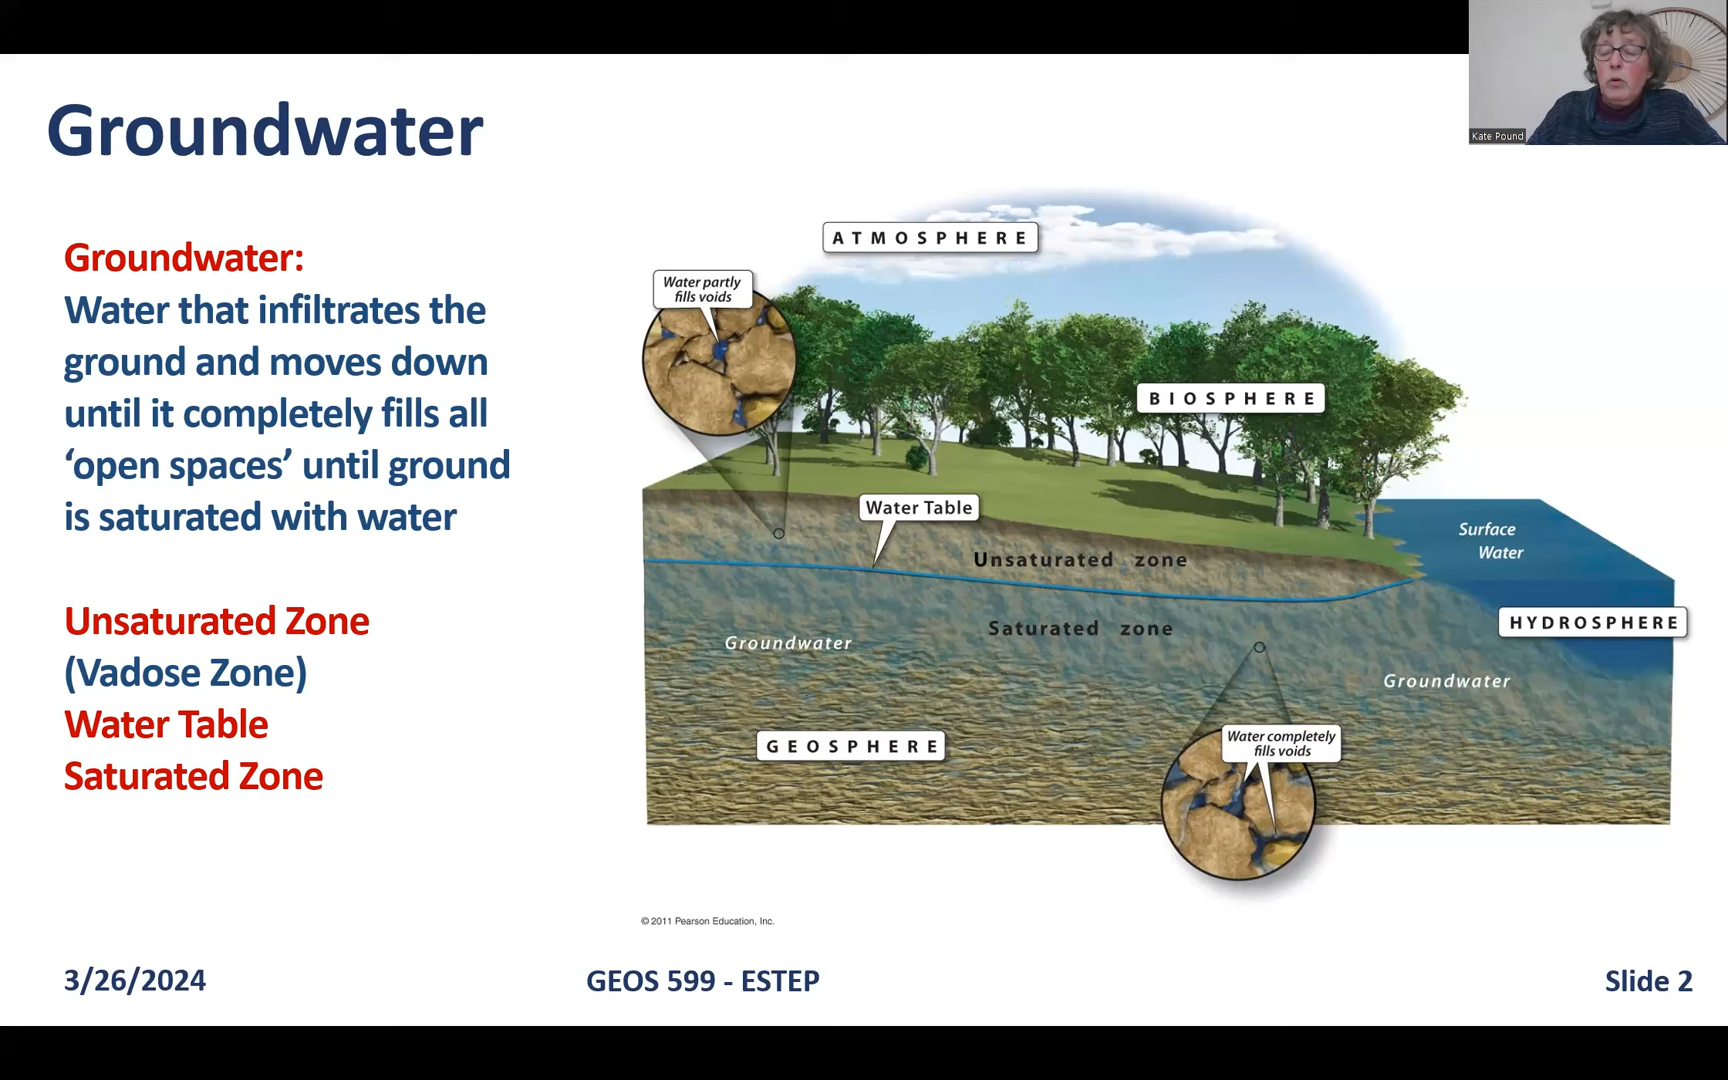 Kate Pound
Groundwater
Groundwater:
Water that infiltrates the
ground and moves down
until it completely fills all
‘open spaces’ until ground
is saturated with water
Unsaturated Zone
(Vadose Zone)
Water Table
Saturated Zone
ATMOSPHERE
Water partly
fills voids
BIOSPHERE
Water Table
Surface
Water
Unsaturated zone
HYDROSPHERE
Saturated zone
Groundwater
Groundwater
GEOSPHERE
Water completely
fills voids
© 2011 Pearson Education, Inc.
3/26/2024
GEOS 599 - ESTEP
Slide 2